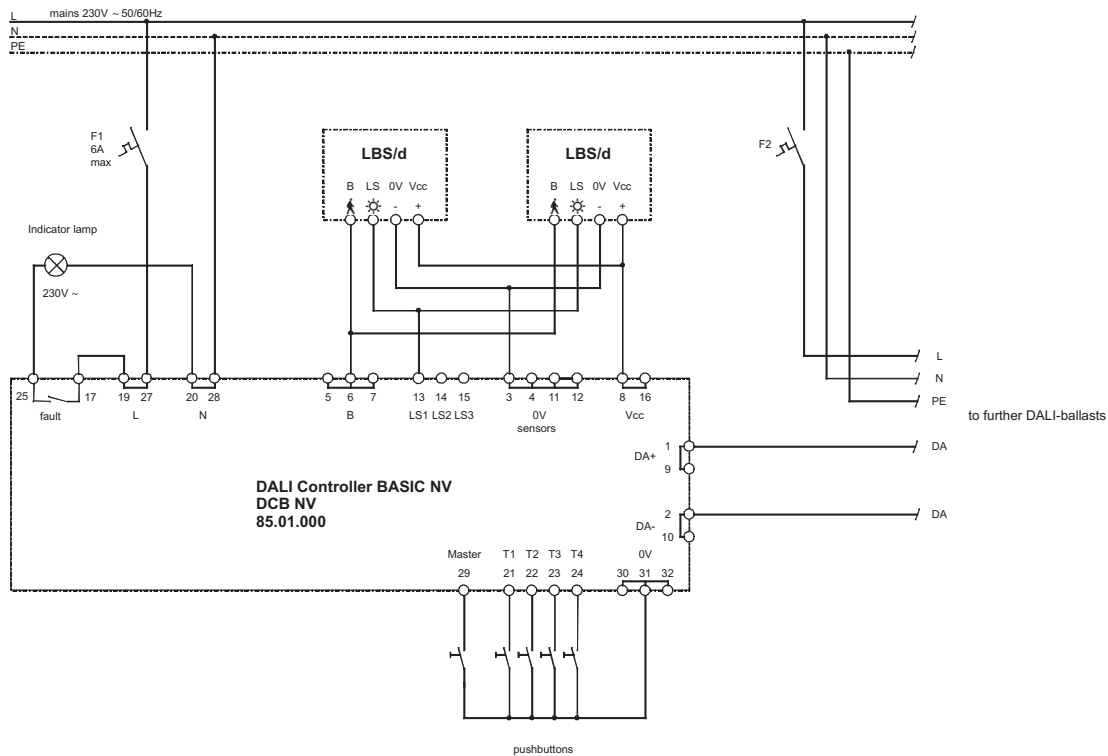 L mains 230V ~ 50/60Hz
N
PE
F1
6A
max
F2
LBS/d
LBS/d
B LS 0V Vcc
- +
B LS 0V Vcc
- +
Indicator lamp
230V ~
L
N
PE
to further DALI-ballasts
25 17 19 27 20 28 5 6 7 13 14 15 3 4 11 12 8 16
fault L N B LS1 LS2 LS3 0V Vcc
sensors
1
DA+
9
DA
DALI Controller BASIC NV
DCB NV
85.01.000
2
DA-
10
DA
Master T1 T2 T3 T4 0V
29 21 22 23 24 30 31 32
pushbuttons